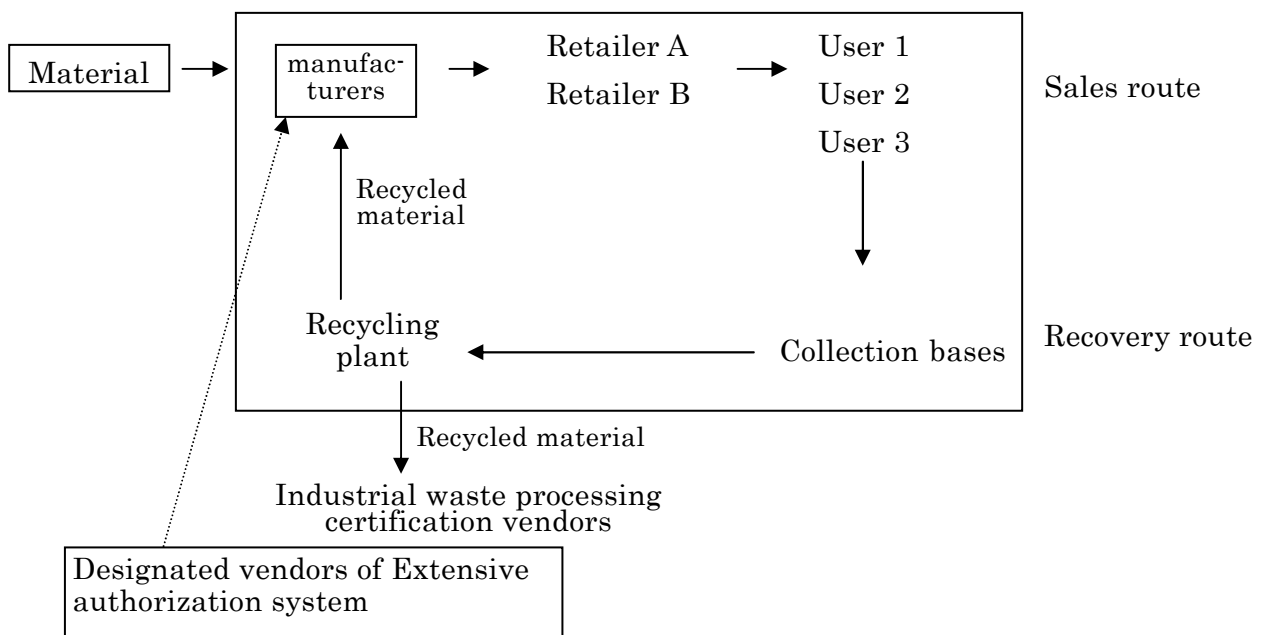 Material
manufac-
turers
Retailer A
Retailer B
User 1
User 2
User 3
Sales route
Recycled
material
Recycling
plant
Collection bases
Recovery route
Recycled material
Industrial waste processing
certification vendors
Designated vendors of Extensive
authorization system